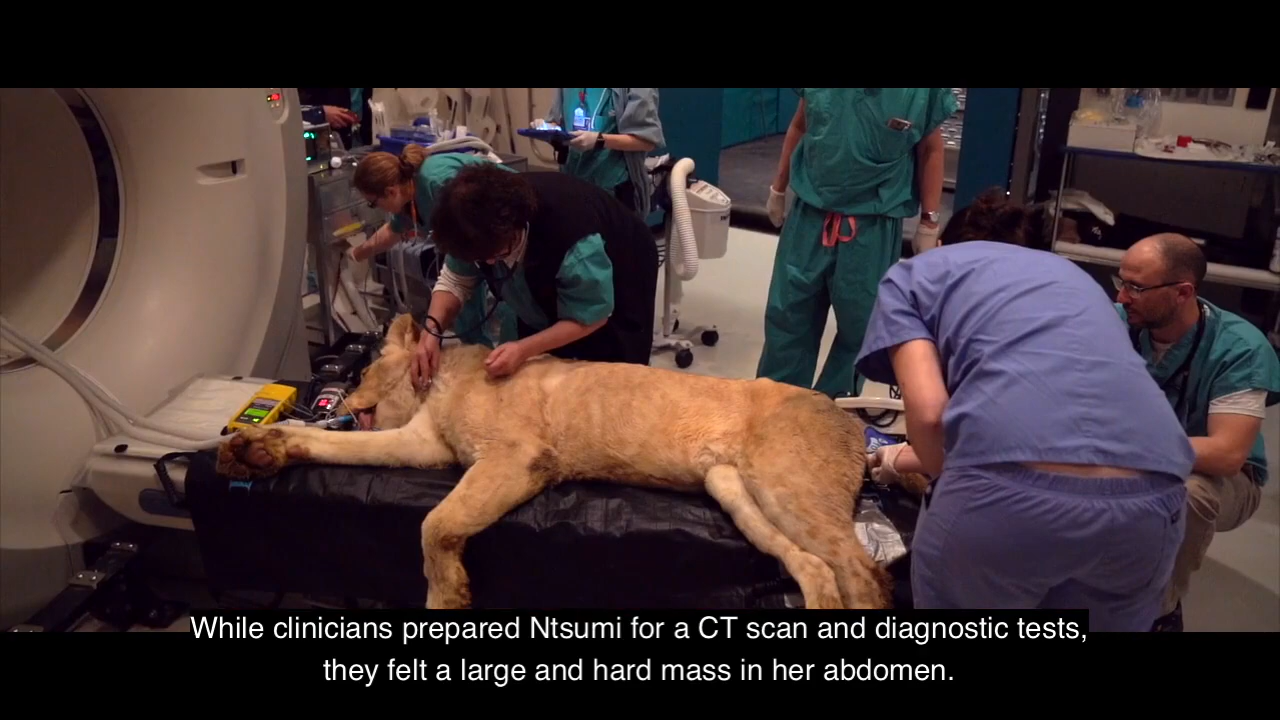 While clinicians prepared Ntsumi for a CT scan and diagnostic tests,
they felt a large and hard mass in her abdomen.